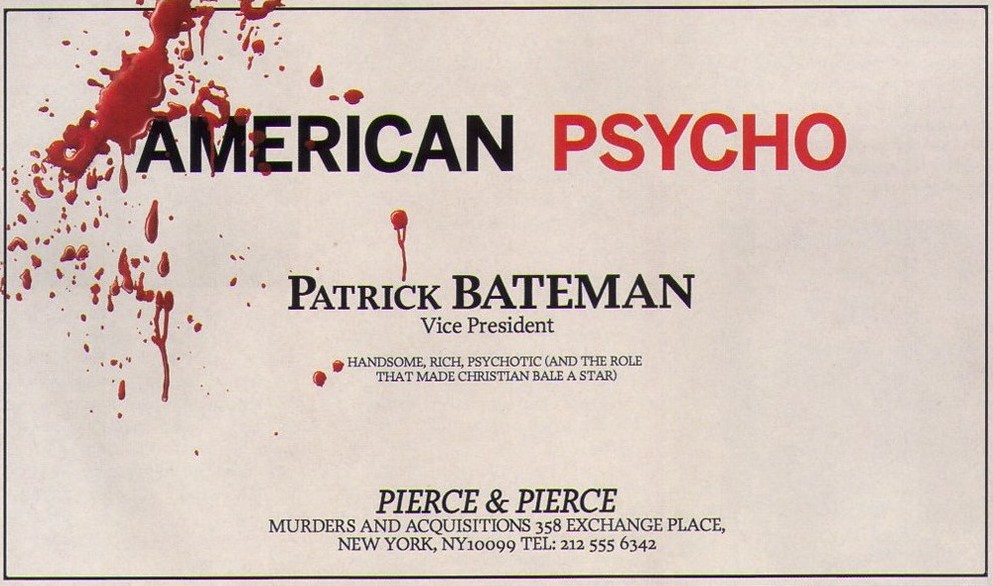 AMERICAN PSYCHO
PATRICK BATEMAN
Vice President
HANDSOME, RICH, PSYCHOTIC (AND THE ROLE
THAT MADE CHRISTIAN BALE A STAR)
PIERCE & PIERCE
MURDERS AND ACQUISITIONS 358 EXCHANGE PLACE,
NEW YORK, NY10099 TEL: 212 555 6342